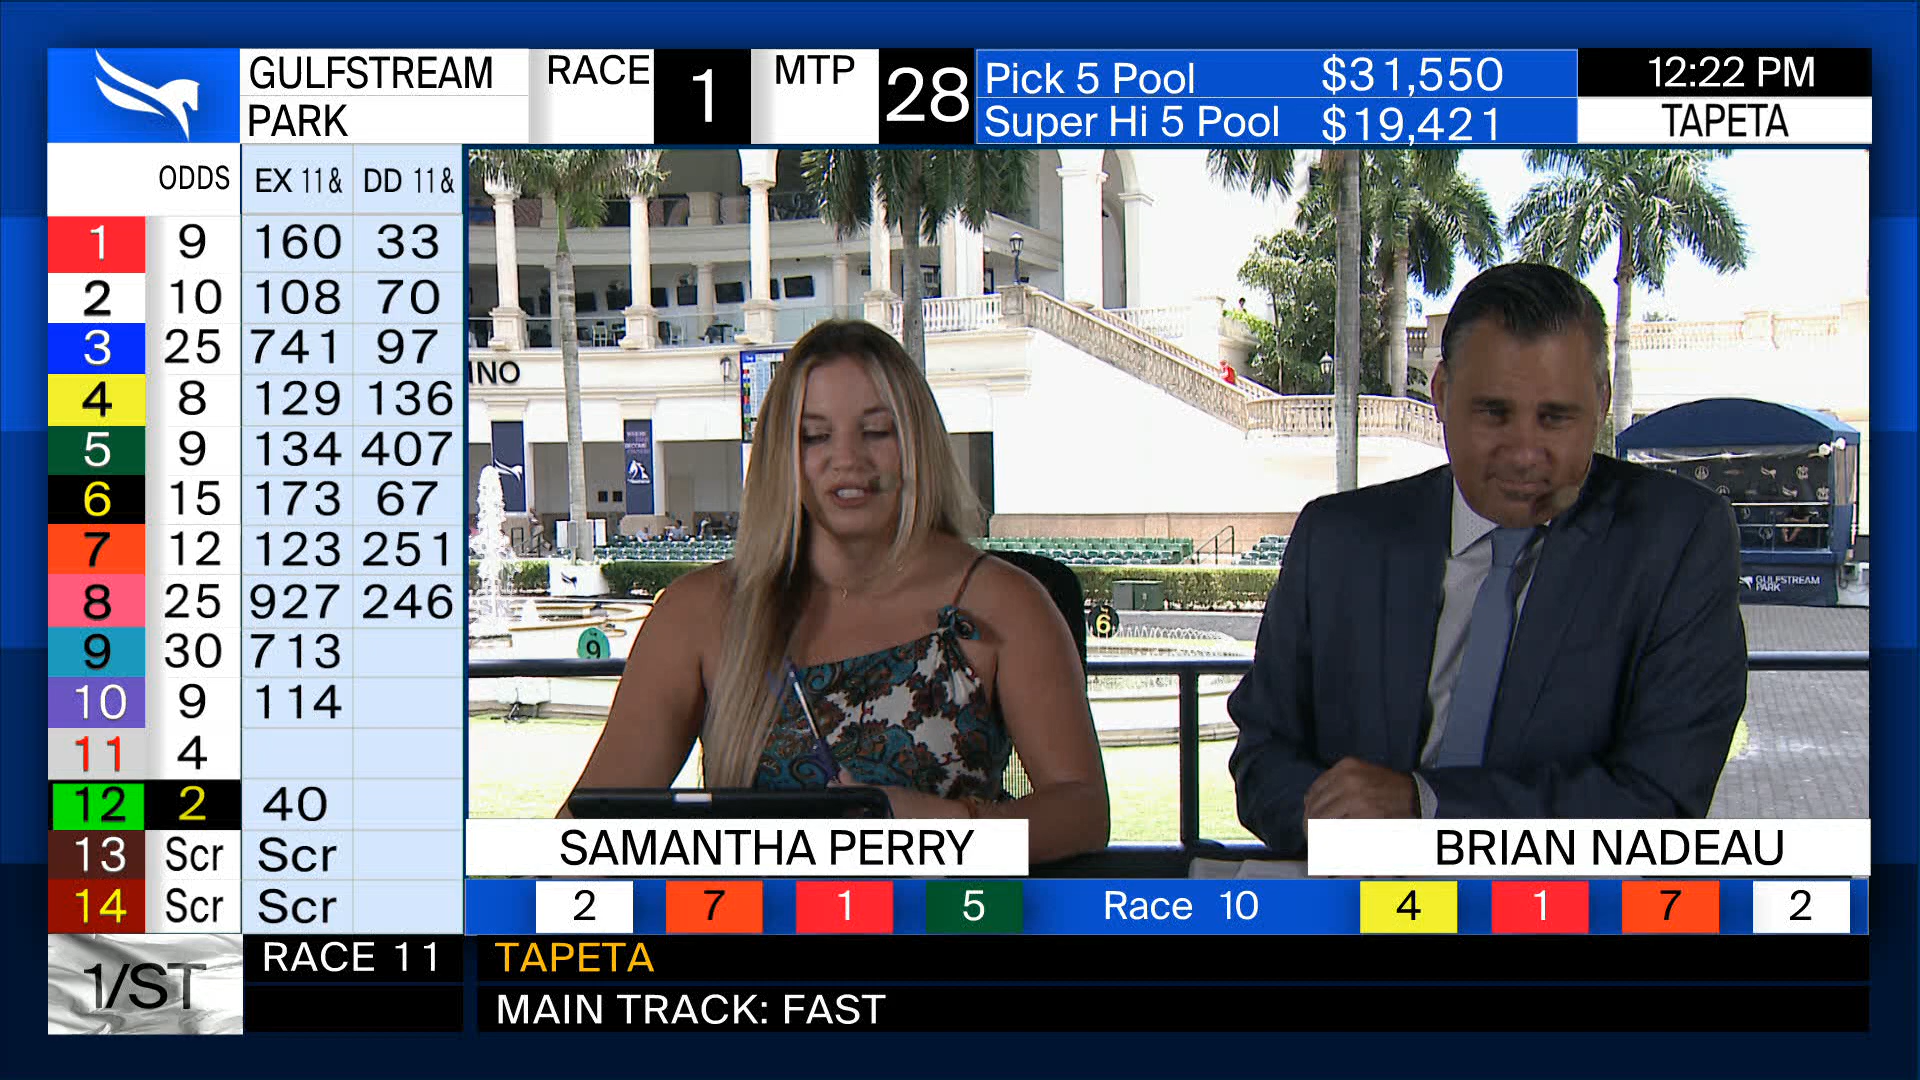 GULFSTREAM PARK
RACE 1 MTP 28
Pick 5 Pool $31,550
Super Hi 5 Pool $19,421
12:22 PM
TAPETA
ODDS EX 11& DD 11&
1 9 160 33
2 10 108 70
3 25 741 97
4 8 129 136
5 9 134 407
6 15 173 67
7 12 123 251
8 25 927 246
9 30 713
10 9 114
11 4
12 2 40
13 Scr Scr
14 Scr Scr
INO
9
6
GULFSTREAM
PARK
SAMANTHA PERRY
BRIAN NADEAU
2 7 1 5 Race 10 4 1 7 2
1/ST
RACE 11
TAPETA
MAIN TRACK: FAST